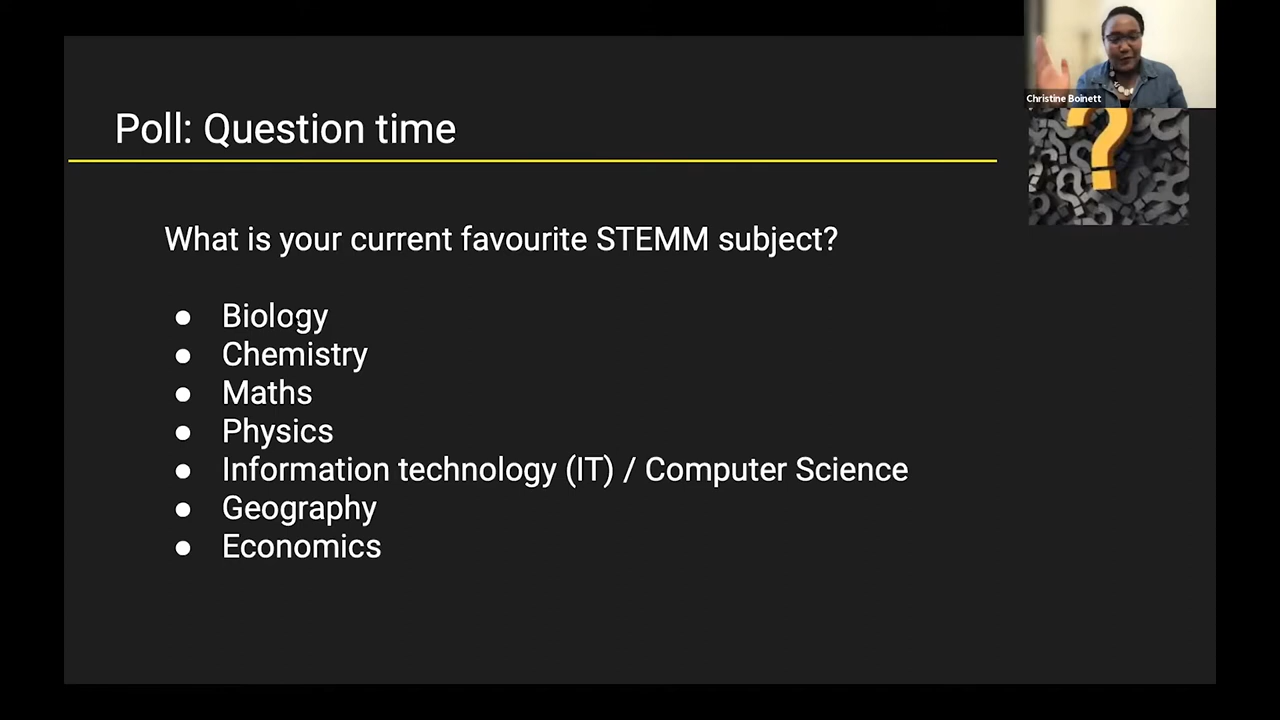 Poll: Question time
Christine Boinett
What is your current favourite STEMM subject?
● Biology
● Chemistry
● Maths
● Physics
● Information technology (IT) / Computer Science
● Geography
● Economics